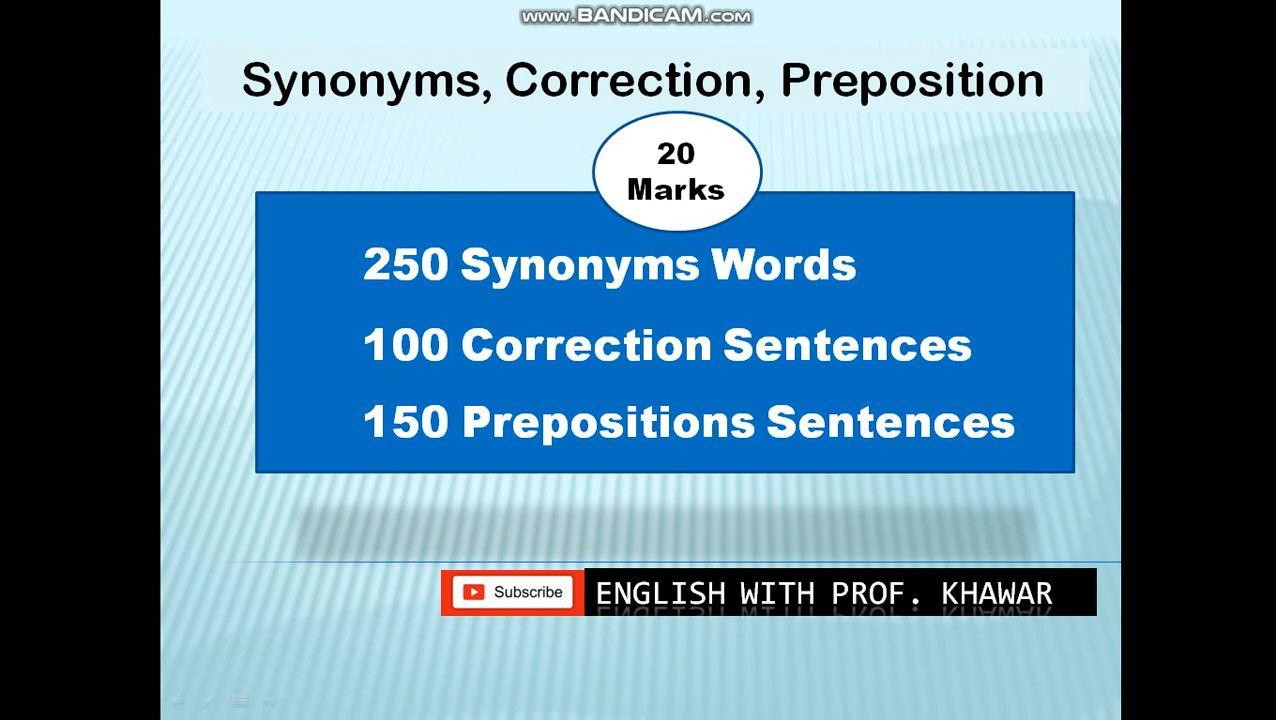 www.BANDICAM.com
Synonyms, Correction, Preposition
20
Marks
250 Synonyms Words
100 Correction Sentences
150 Prepositions Sentences
Subscribe
ENGLISH WITH PROF. KHAWAR